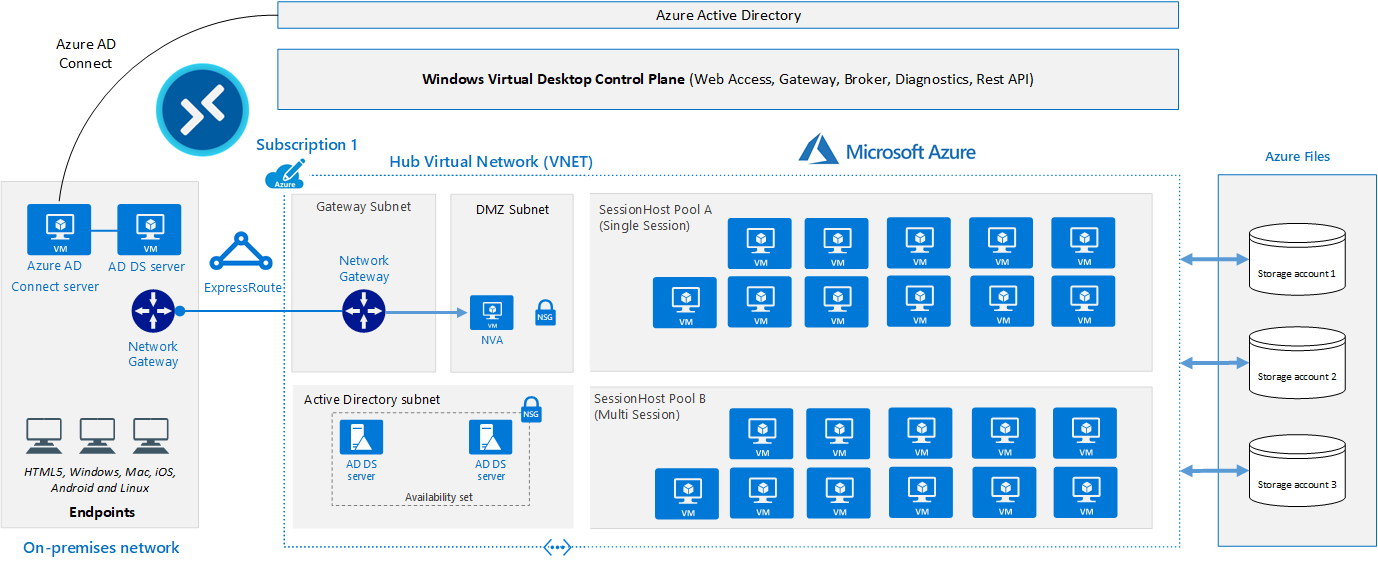 Azure Active Directory
Azure AD
Connect
Windows Virtual Desktop Control Plane (Web Access, Gateway, Broker, Diagnostics, Rest API)
Subscription 1
Azure
Hub Virtual Network (VNET)
Microsoft Azure
Azure Files
VM
VM
Azure AD
Connect server
AD DS server
ExpressRoute
Network
Gateway
HTML5, Windows, Mac, iOS,
Android and Linux
Endpoints
On-premises network
Gateway Subnet
Network
Gateway
DMZ Subnet
VM
NVA
NSG
Active Directory subnet
NSG
AD DS
server
AD DS
server
Availability set
SessionHost Pool A
(Single Session)
VM
VM
VM
VM
VM
VM
VM
VM
VM
VM
VM
SessionHost Pool B
(Multi Session)
VM
VM
VM
VM
VM
VM
VM
VM
VM
VM
VM
Storage account 1
Storage account 2
Storage account 3